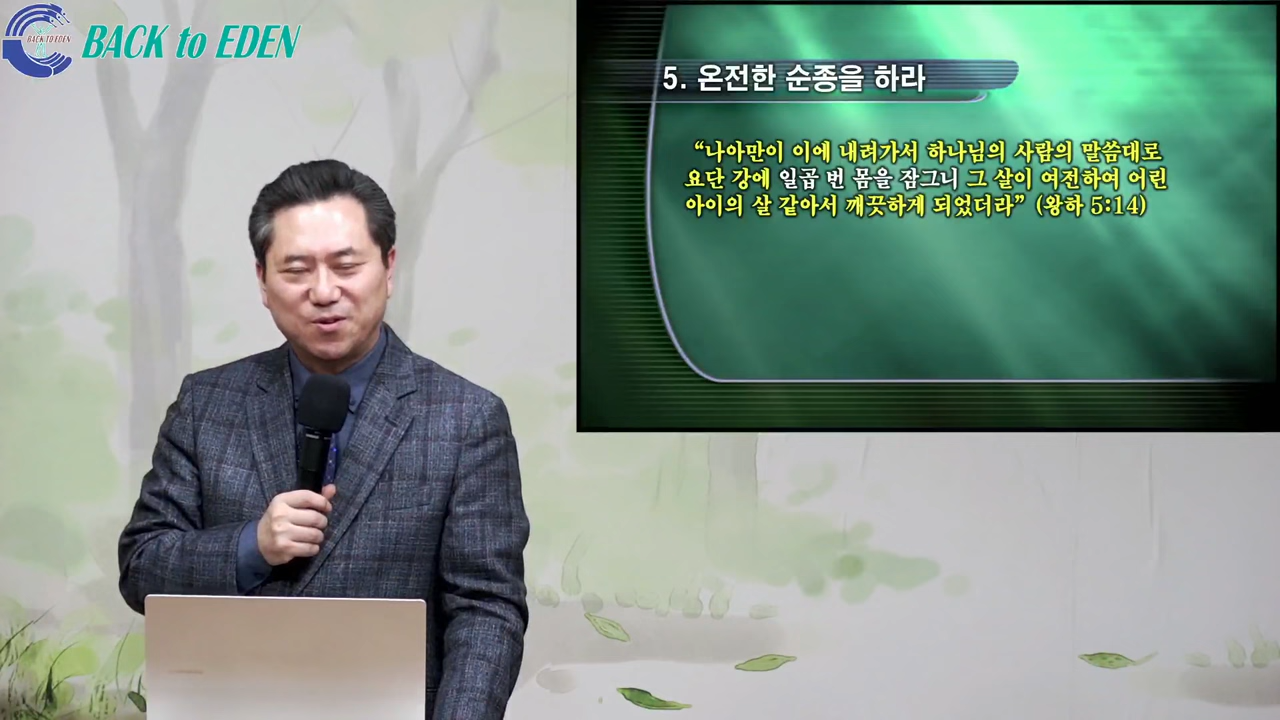 BACK TO EDEN
BACK to EDEN
5. 온전한 순종을 하라
“나아만이 이에 내려가서 하나님의 사람의 말씀대로
요단 강에 일곱 번 몸을 잠그니 그 살이 여전하여 어린
아이의 살 같아서 깨끗하게 되었더라” (왕하 5:14)